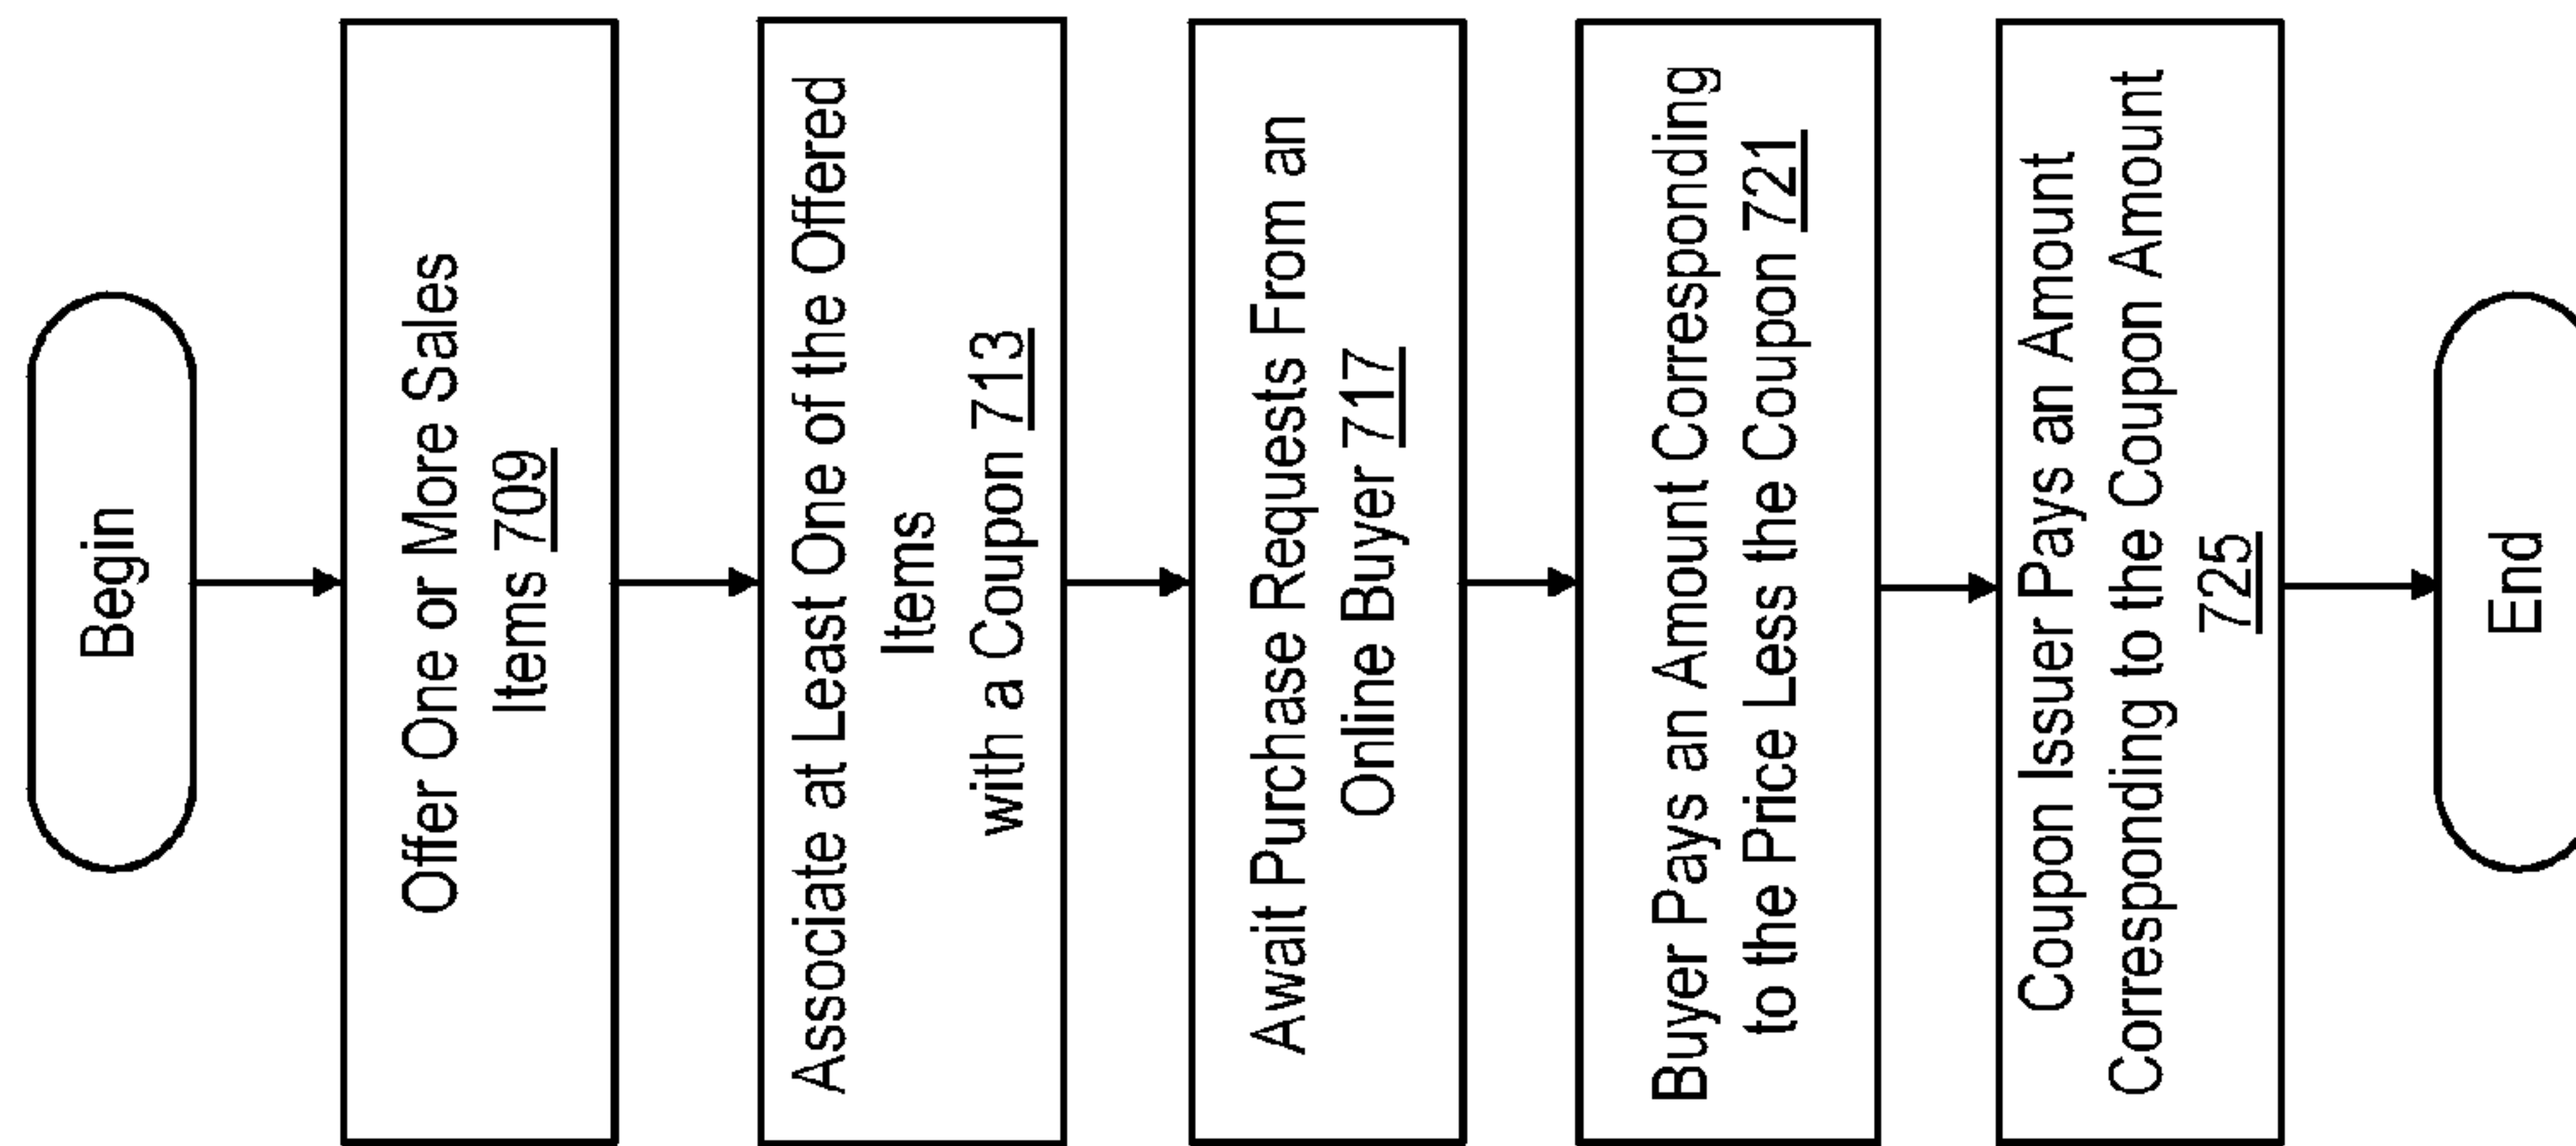 Begin
Offer One or More Sales
Items 709
Associate at Least One of the Offered
Items
with a Coupon 713
Await Purchase Requests From an
Online Buyer 717
Buyer Pays an Amount Corresponding
to the Price Less the Coupon 721
Coupon Issuer Pays an Amount
Corresponding to the Coupon Amount
725
End